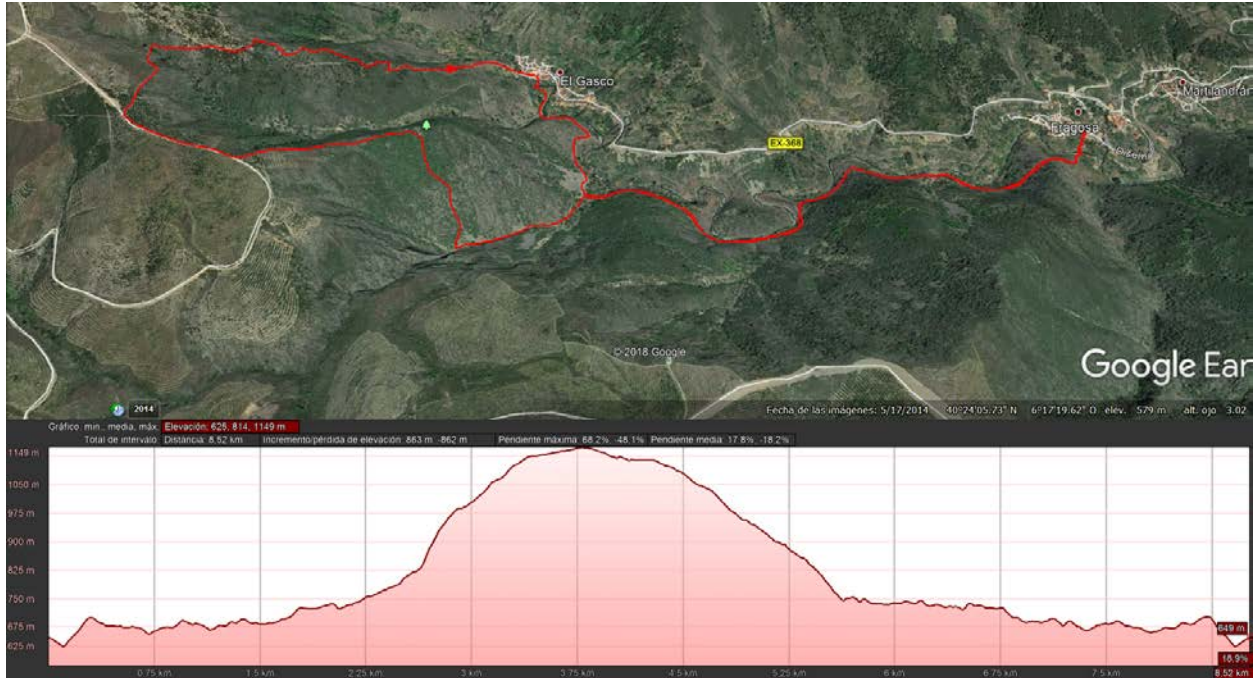 El Gasco
Martilandrán
Fragosa
EX-368
© 2018 Google
Google Ear
2014
Fecha de las imágenes: 5/17/2014 40°24'05.73" N 6°17'19.62" O elev. 579 m alt. ojo 3.02
Gráfico: mín., media, máx. Elevación: 625, 814, 1149 m
Total de intervalo: Distancia: 8.52 km Incremento/pérdida de elevación: 863 m -862 m Pendiente máxima: 68.2% -48.1% Pendiente media: 17.8% -18.2%
1149 m
1050 m
975 m
900 m
825 m
750 m
675 m
625 m
649 m
18.9%
0.75 km 1.5 km 2.25 km 3 km 3.75 km 4.5 km 5.25 km 6 km 6.75 km 7.5 km 8.52 km